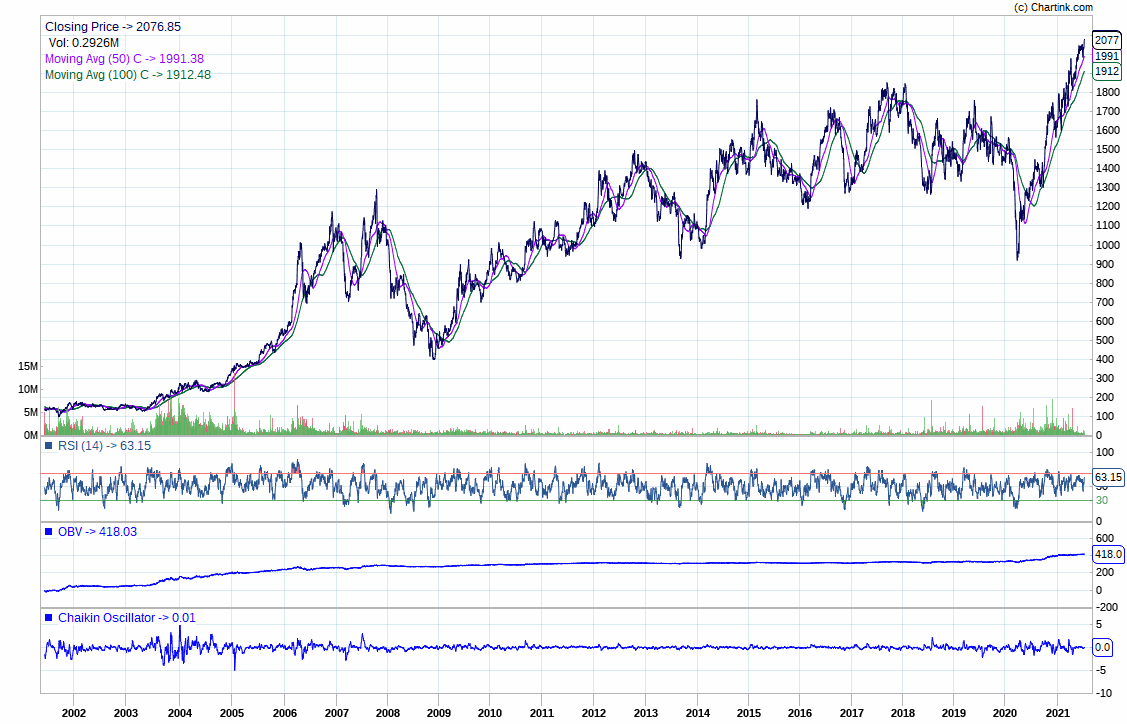 (c) Chartink.com
Closing Price -> 2076.85
Vol: 0.2926M
Moving Avg (50) C -> 1991.38
Moving Avg (100) C -> 1912.48
2077
1991
1912
1800
1700
1600
1500
1400
1300
1200
1100
1000
900
800
700
600
500
400
300
200
100
0
15M
10M
5M
0M
RSI (14) -> 63.15
100
63.15
30
0
OBV -> 418.03
600
418.0
200
0
-200
Chaikin Oscillator -> 0.01
5
0.0
-5
-10
2002 2003 2004 2005 2006 2007 2008 2009 2010 2011 2012 2013 2014 2015 2016 2017 2018 2019 2020 2021